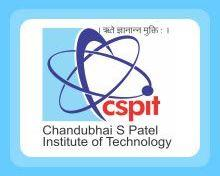 । ऋते ज्ञानान्न मुक्तिः ।
cspit
Chandubhai S Patel
Institute of Technology